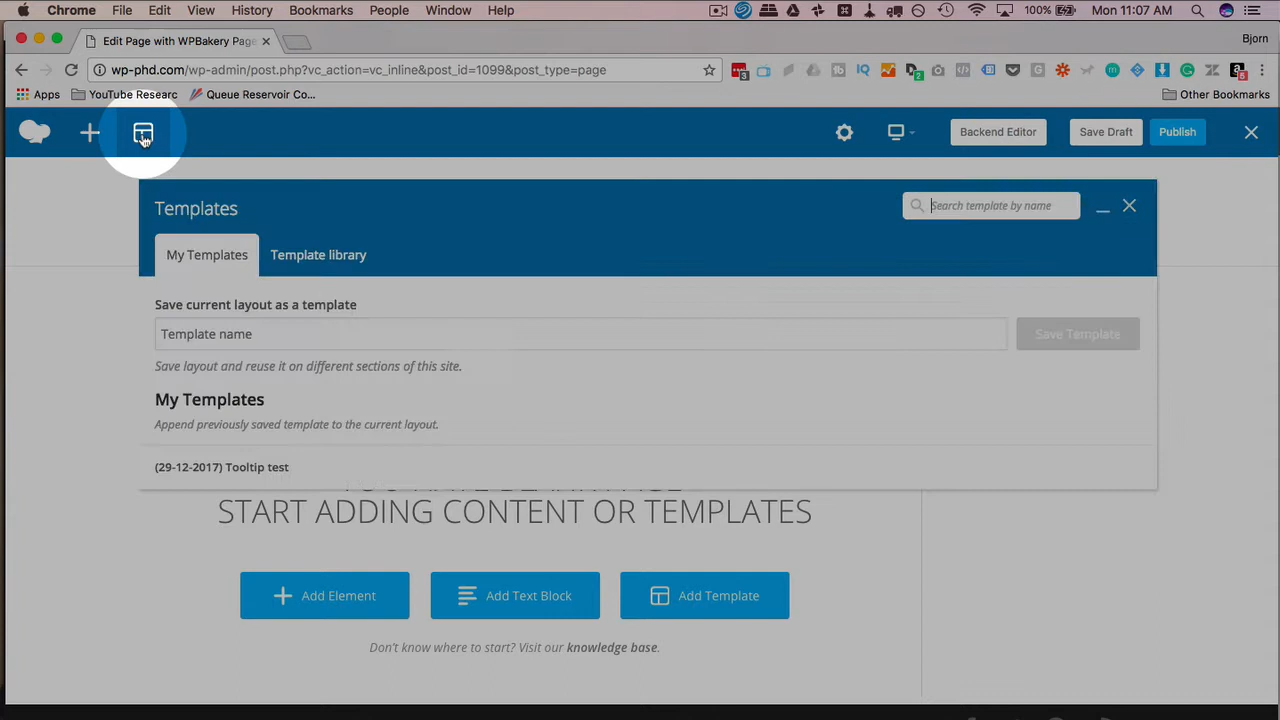 Chrome File Edit View History Bookmarks People Window Help 100% Mon 11:07 AM
Edit Page with WPBakery Pag
Bjorn
wp-phd.com/wp-admin/post.php?vc_action=vc_inline&post_id=1099&post_type=page
Apps YouTube Researc Queue Reservoir Co... Other Bookmarks
Backend Editor Save Draft Publish
Templates
Search template by name
My Templates Template library
Save current layout as a template
Template name Save Template
Save layout and reuse it on different sections of this site.
My Templates
Append previously saved template to the current layout.
(29-12-2017) Tooltip test
START ADDING CONTENT OR TEMPLATES
Add Element Add Text Block Add Template
Don't know where to start? Visit our knowledge base.